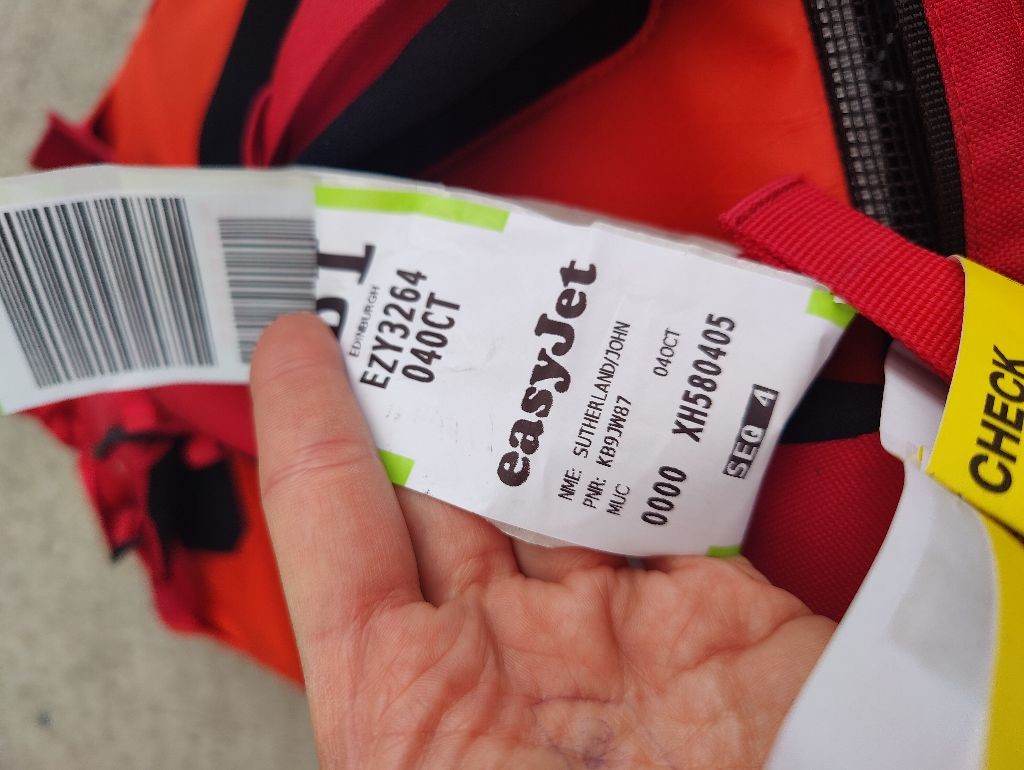 EDINBURGH
EZY3264
04OCT
easyJet
NME: SUTHERLAND/JOHN
PNR: KB9JW87
MUC 04OCT
0000 XH580405
SEQ 4
CHECK